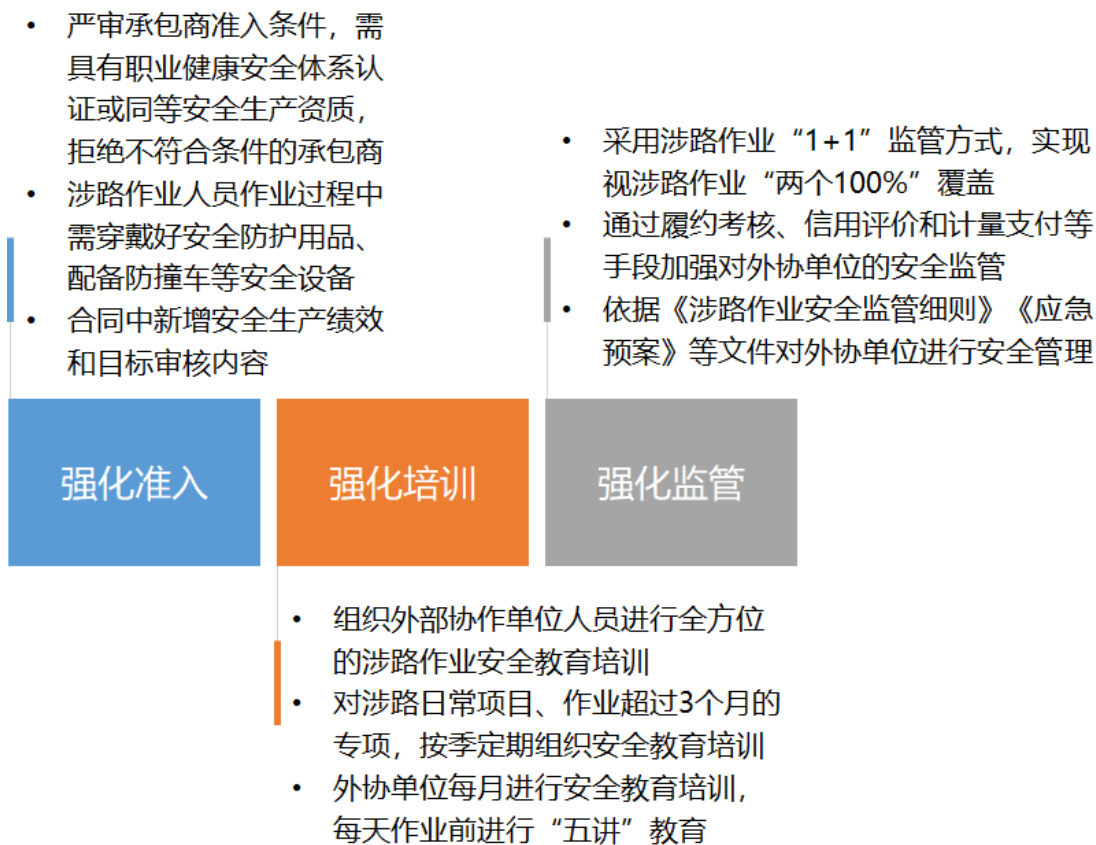 • 严审承包商准入条件，需
具有职业健康安全体系认
证或同等安全生产资质，
拒绝不符合条件的承包商
• 涉路作业人员作业过程中
需穿戴好安全防护用品、
配备防撞车等安全设备
• 合同中新增安全生产绩效
和目标审核内容
• 采用涉路作业“1+1”监管方式，实现
视涉路作业“两个100%”覆盖
• 通过履约考核、信用评价和计量支付等
手段加强对外协单位的安全监管
• 依据《涉路作业安全监管细则》《应急
预案》等文件对外协单位进行安全管理
强化准入
强化培训
强化监管
• 组织外部协作单位人员进行全方位
的涉路作业安全教育培训
• 对涉路日常项目、作业超过3个月的
专项，按季定期组织安全教育培训
• 外协单位每月进行安全教育培训，
每天作业前进行“五讲”教育